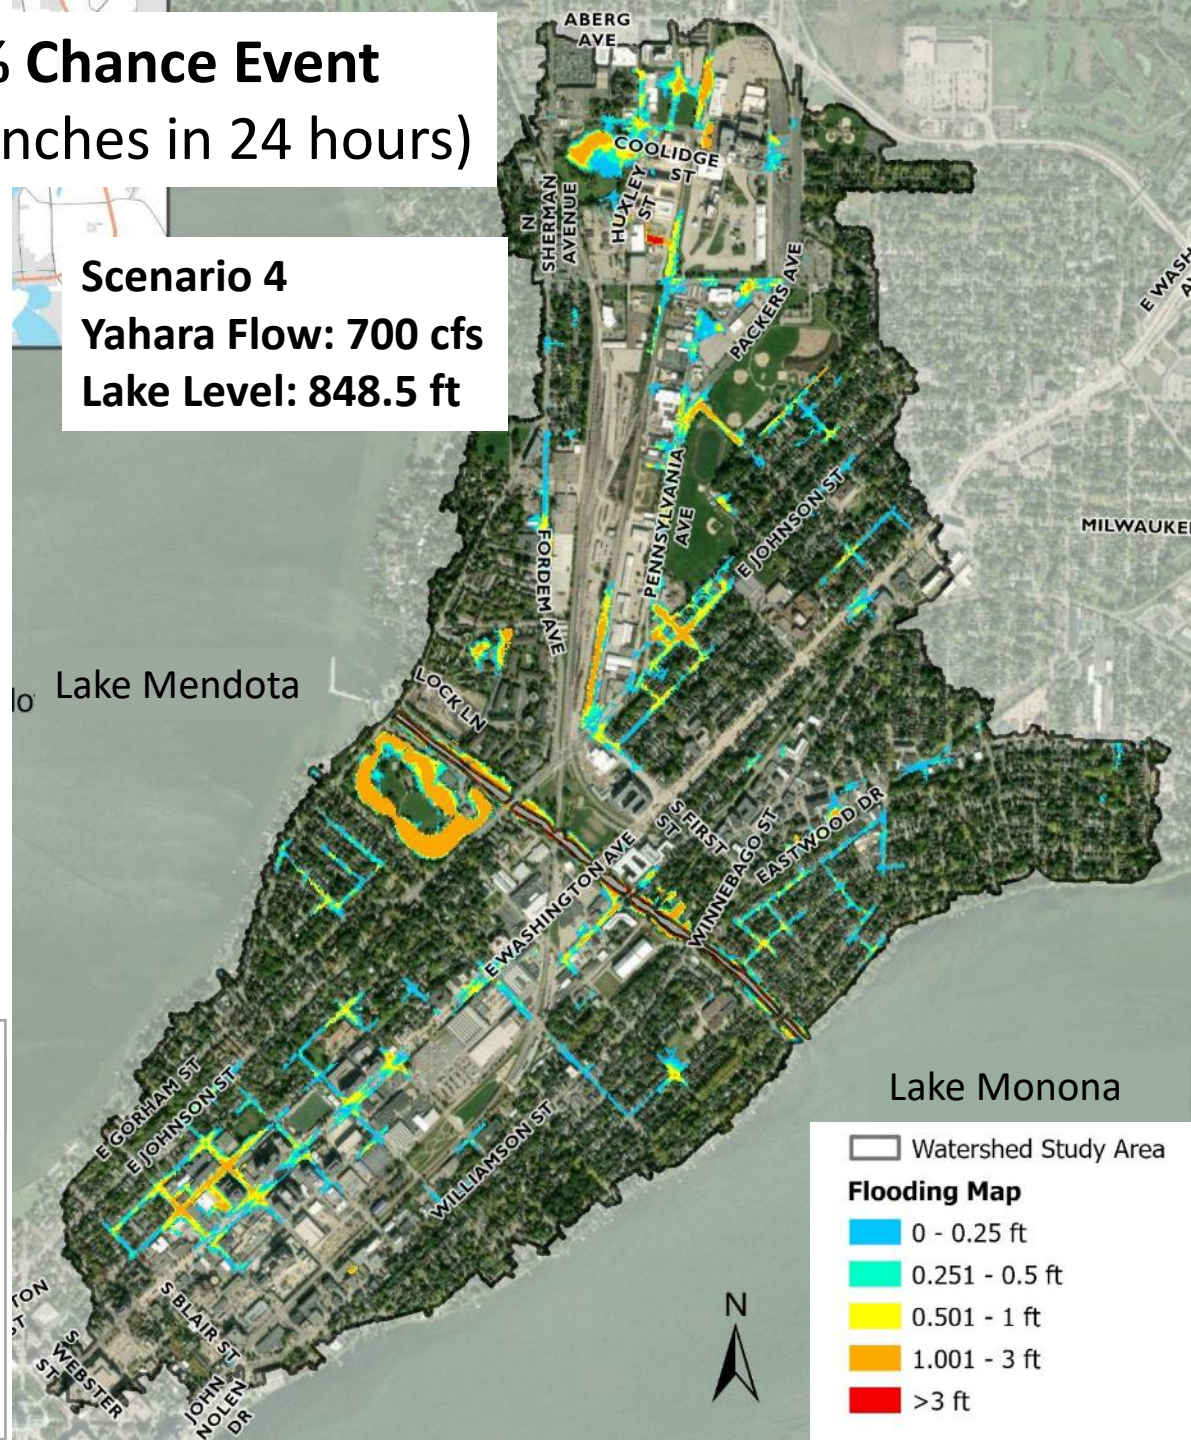 % Chance Event
nches in 24 hours)
Scenario 4
Yahara Flow: 700 cfs
Lake Level: 848.5 ft
ABERG
AVE
COOLIDGE
ST
HUXLEY
ST
N
SHERMAN
AVENUE
PACKERS AVE
E WASH
MILWAUKE
E JOHNSON ST
PENNSYLVANIA
AVE
FORDEM AVE
Lake Mendota
LOCK LN
S FIRST
ST
WINNEBAGO ST
EASTWOOD DR
E WASHINGTON AVE
E GORHAM ST
E JOHNSON ST
WILLIAMSON ST
S BLAIR ST
S
WEBSTER
ST
JOHN
NOLEN
DR
Lake Monona
N
Watershed Study Area
Flooding Map
0 - 0.25 ft
0.251 - 0.5 ft
0.501 - 1 ft
1.001 - 3 ft
>3 ft